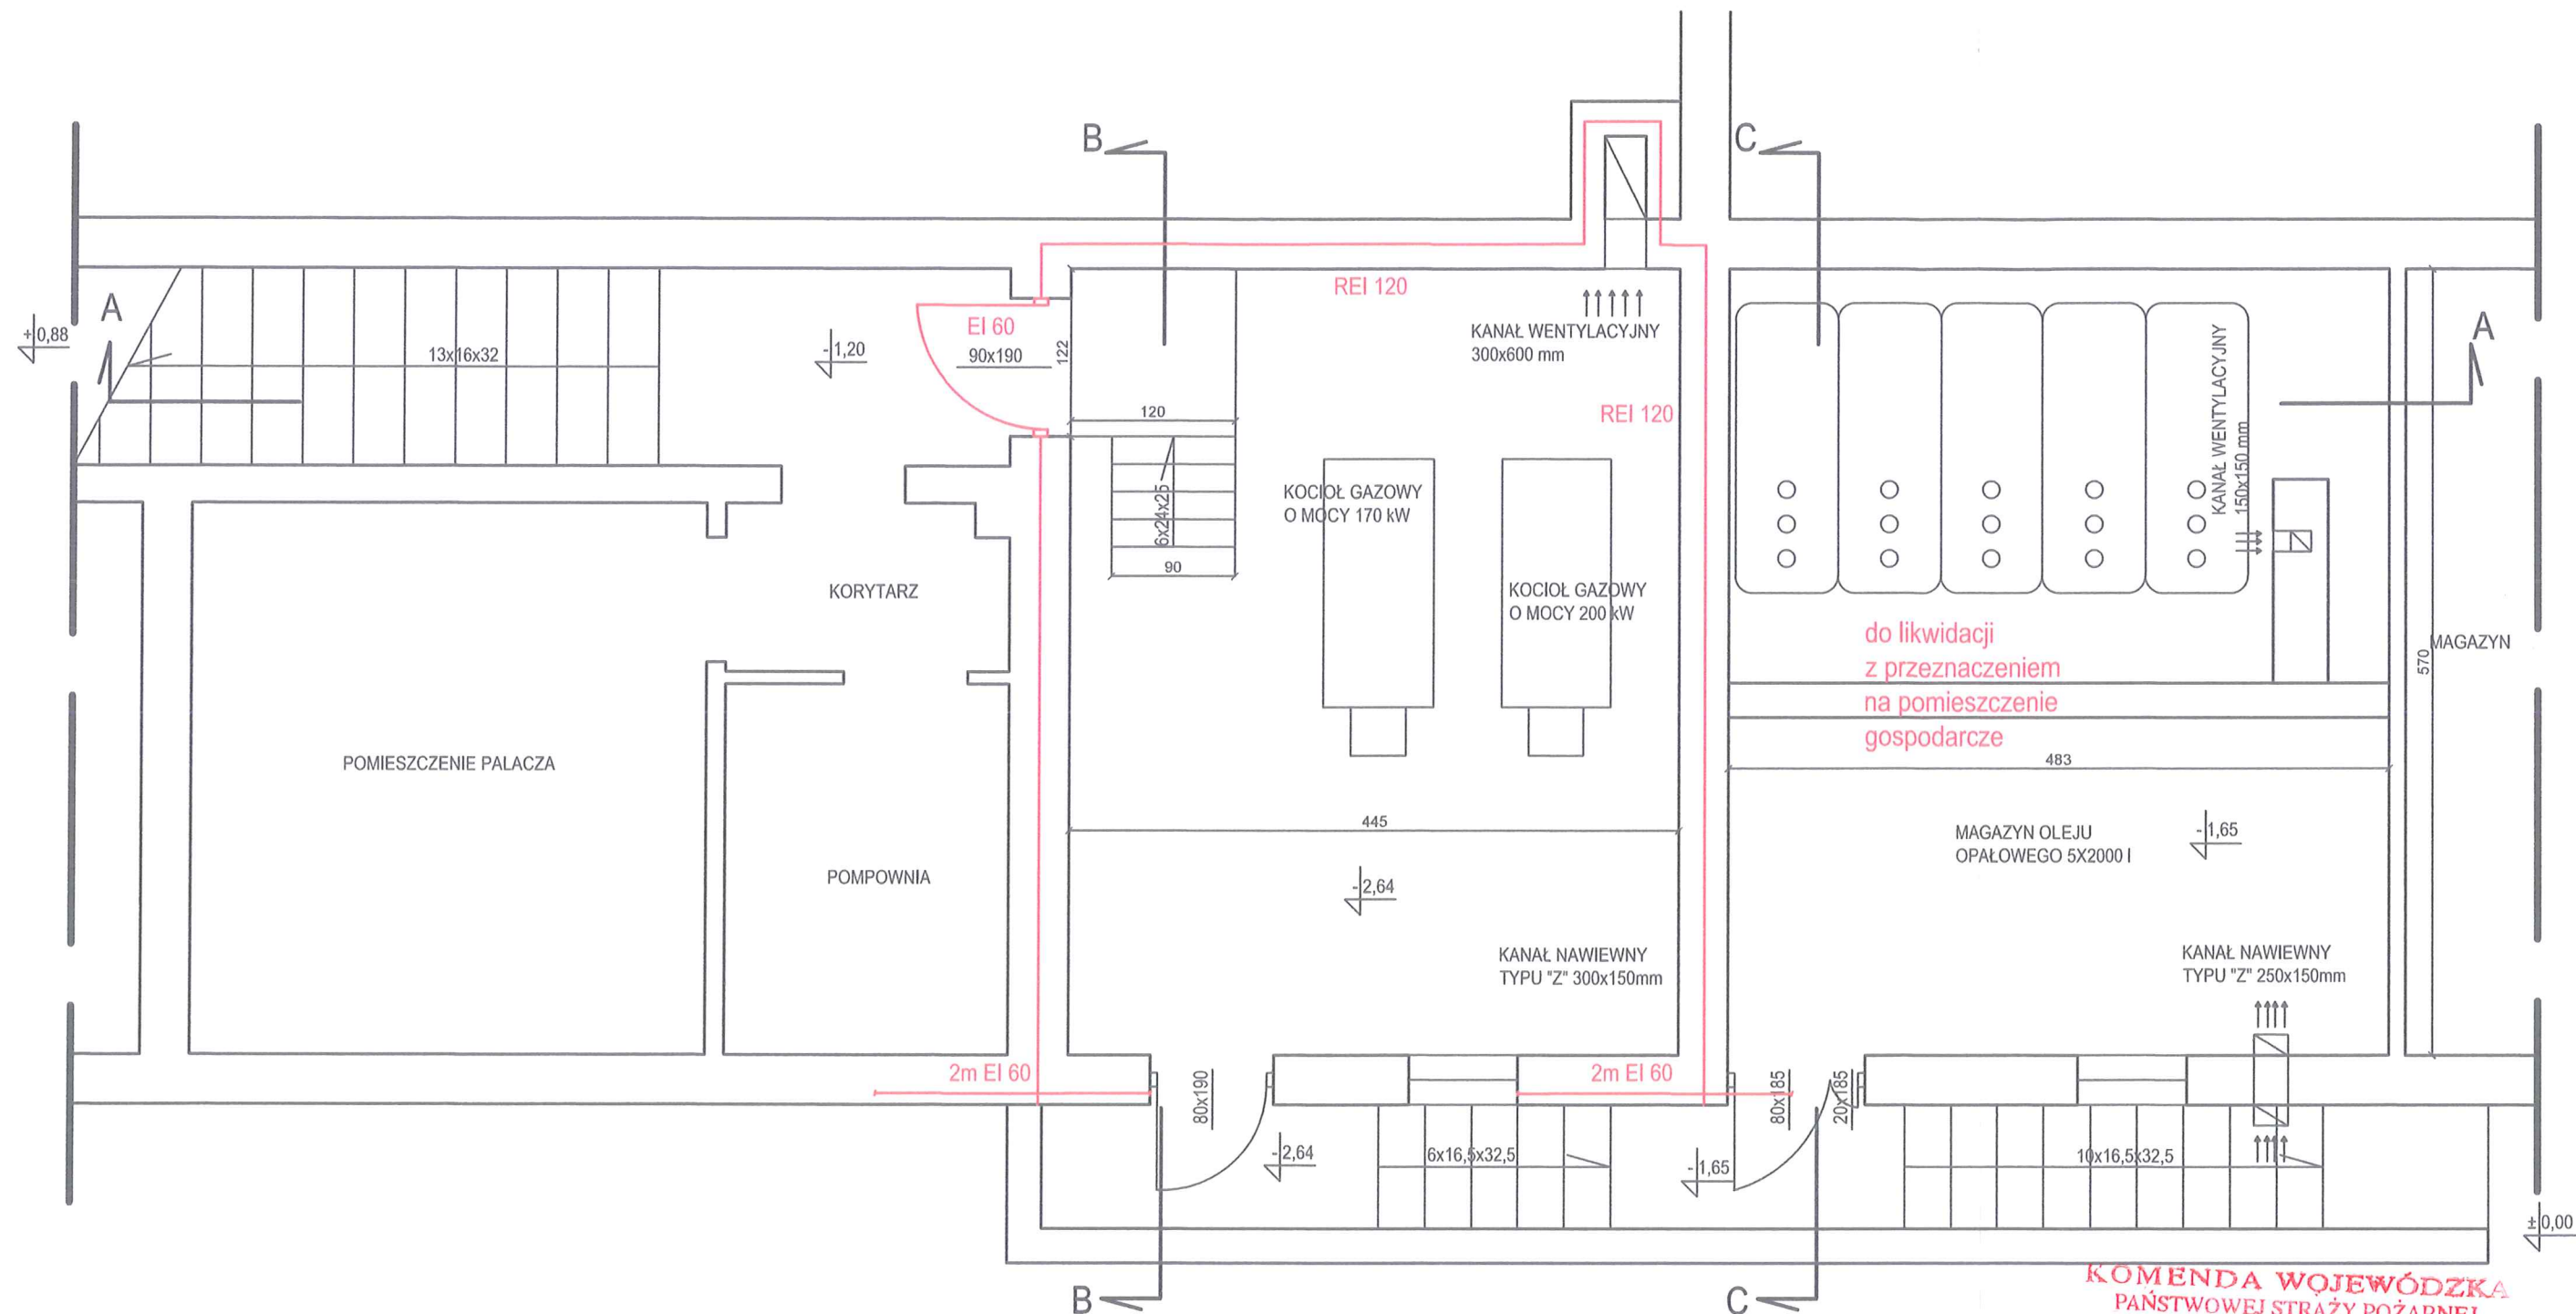 B
C
A
+0,88
13x16x32
-1,20
EI 60
90x190
122
REI 120
KANAŁ WENTYLACYJNY
300x600 mm
REI 120
120
6x24x25
90
KOCIOŁ GAZOWY
O MOCY 170 kW
KOCIOŁ GAZOWY
O MOCY 200 kW
KANAŁ WENTYLACYJNY
150x150 mm
A
KORYTARZ
do likwidacji
z przeznaczeniem
na pomieszczenie
gospodarcze
MAGAZYN
570
483
POMIESZCZENIE PALACZA
POMPOWNIA
445
-2,64
MAGAZYN OLEJU
OPAŁOWEGO 5X2000 l
-1,65
KANAŁ NAWIEWNY
TYPU "Z" 300x150mm
KANAŁ NAWIEWNY
TYPU "Z" 250x150mm
2m EI 60
80x190
2m EI 60
80x185
20x185
-2,64
6x16,5x32,5
-1,65
10x16,5x32,5
±0,00
B
C
KOMENDA WOJEWÓDZKA
PAŃSTWOWEJ STRAŻY POŻARNEJ